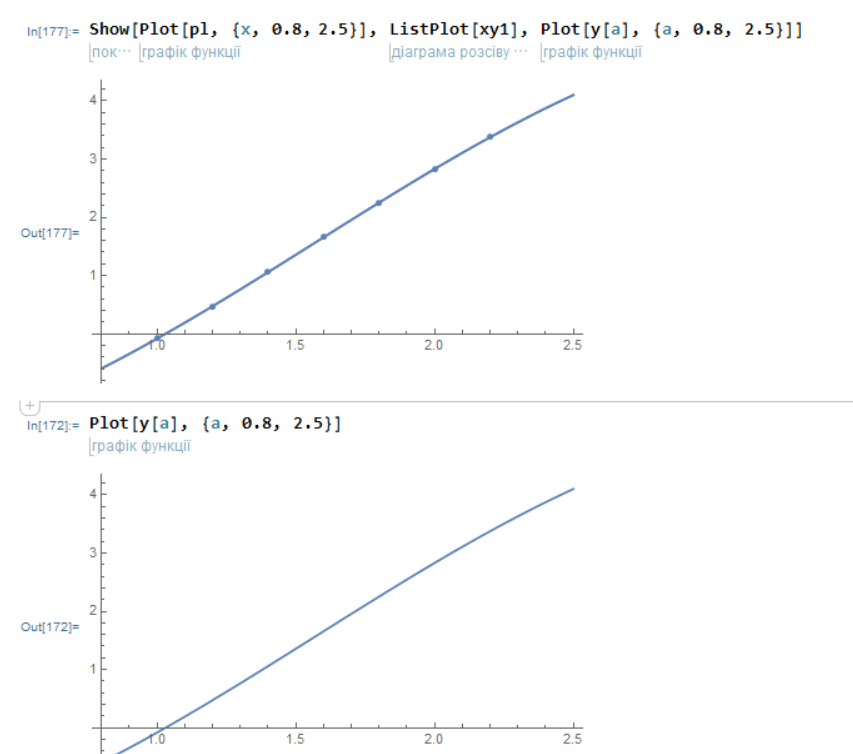 In[177]:= Show[Plot[pl, {x, 0.8, 2.5}], ListPlot[xy1], Plot[y[a], {a, 0.8, 2.5}]]
пок⋯ графік функції діаграма розсіву ⋯ графік функції
4
3
Out[177]= 2
1
1.0 1.5 2.0 2.5
+
In[172]:= Plot[y[a], {a, 0.8, 2.5}]
графік функції
4
3
Out[172]= 2
1
1.0 1.5 2.0 2.5